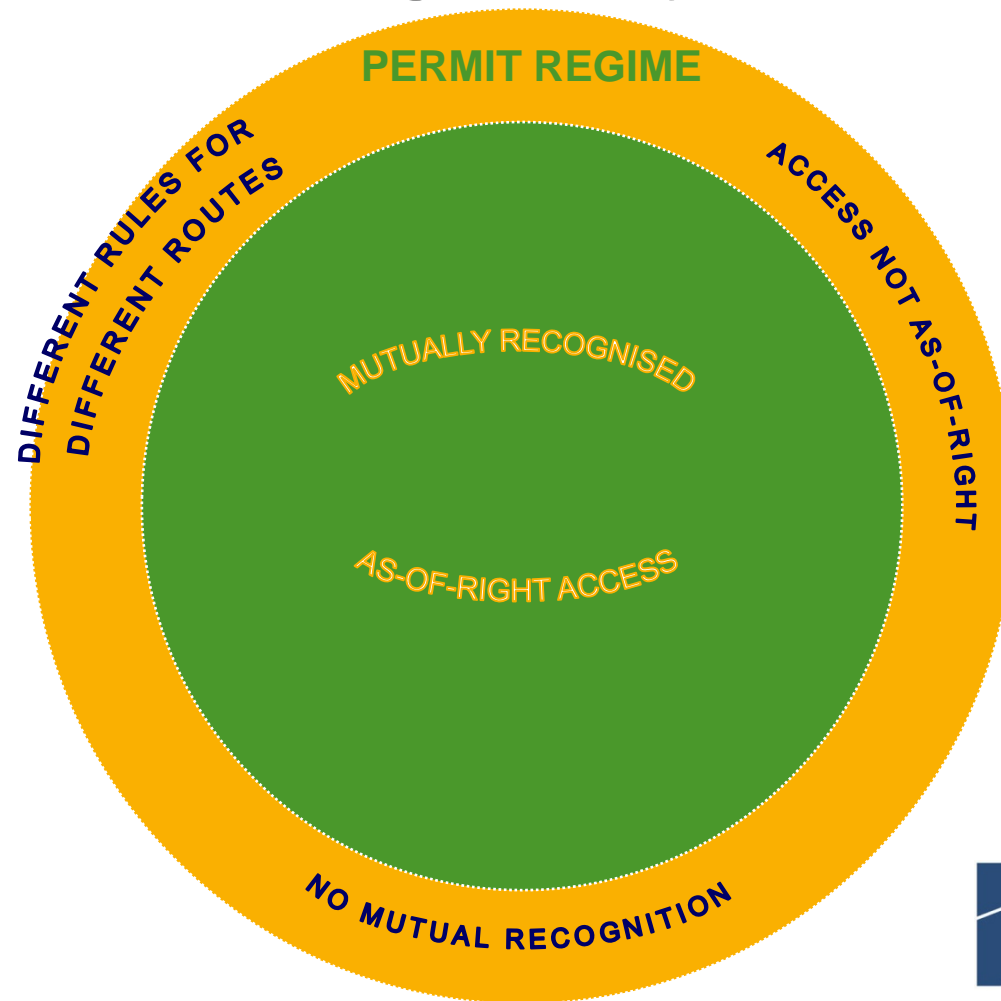 PERMIT REGIME
DIFFERENT RULES FOR
DIFFERENT ROUTES
ACCESS NOT AS-OF-RIGHT
MUTUALLY RECOGNISED
AS-OF-RIGHT ACCESS
NO MUTUAL RECOGNITION